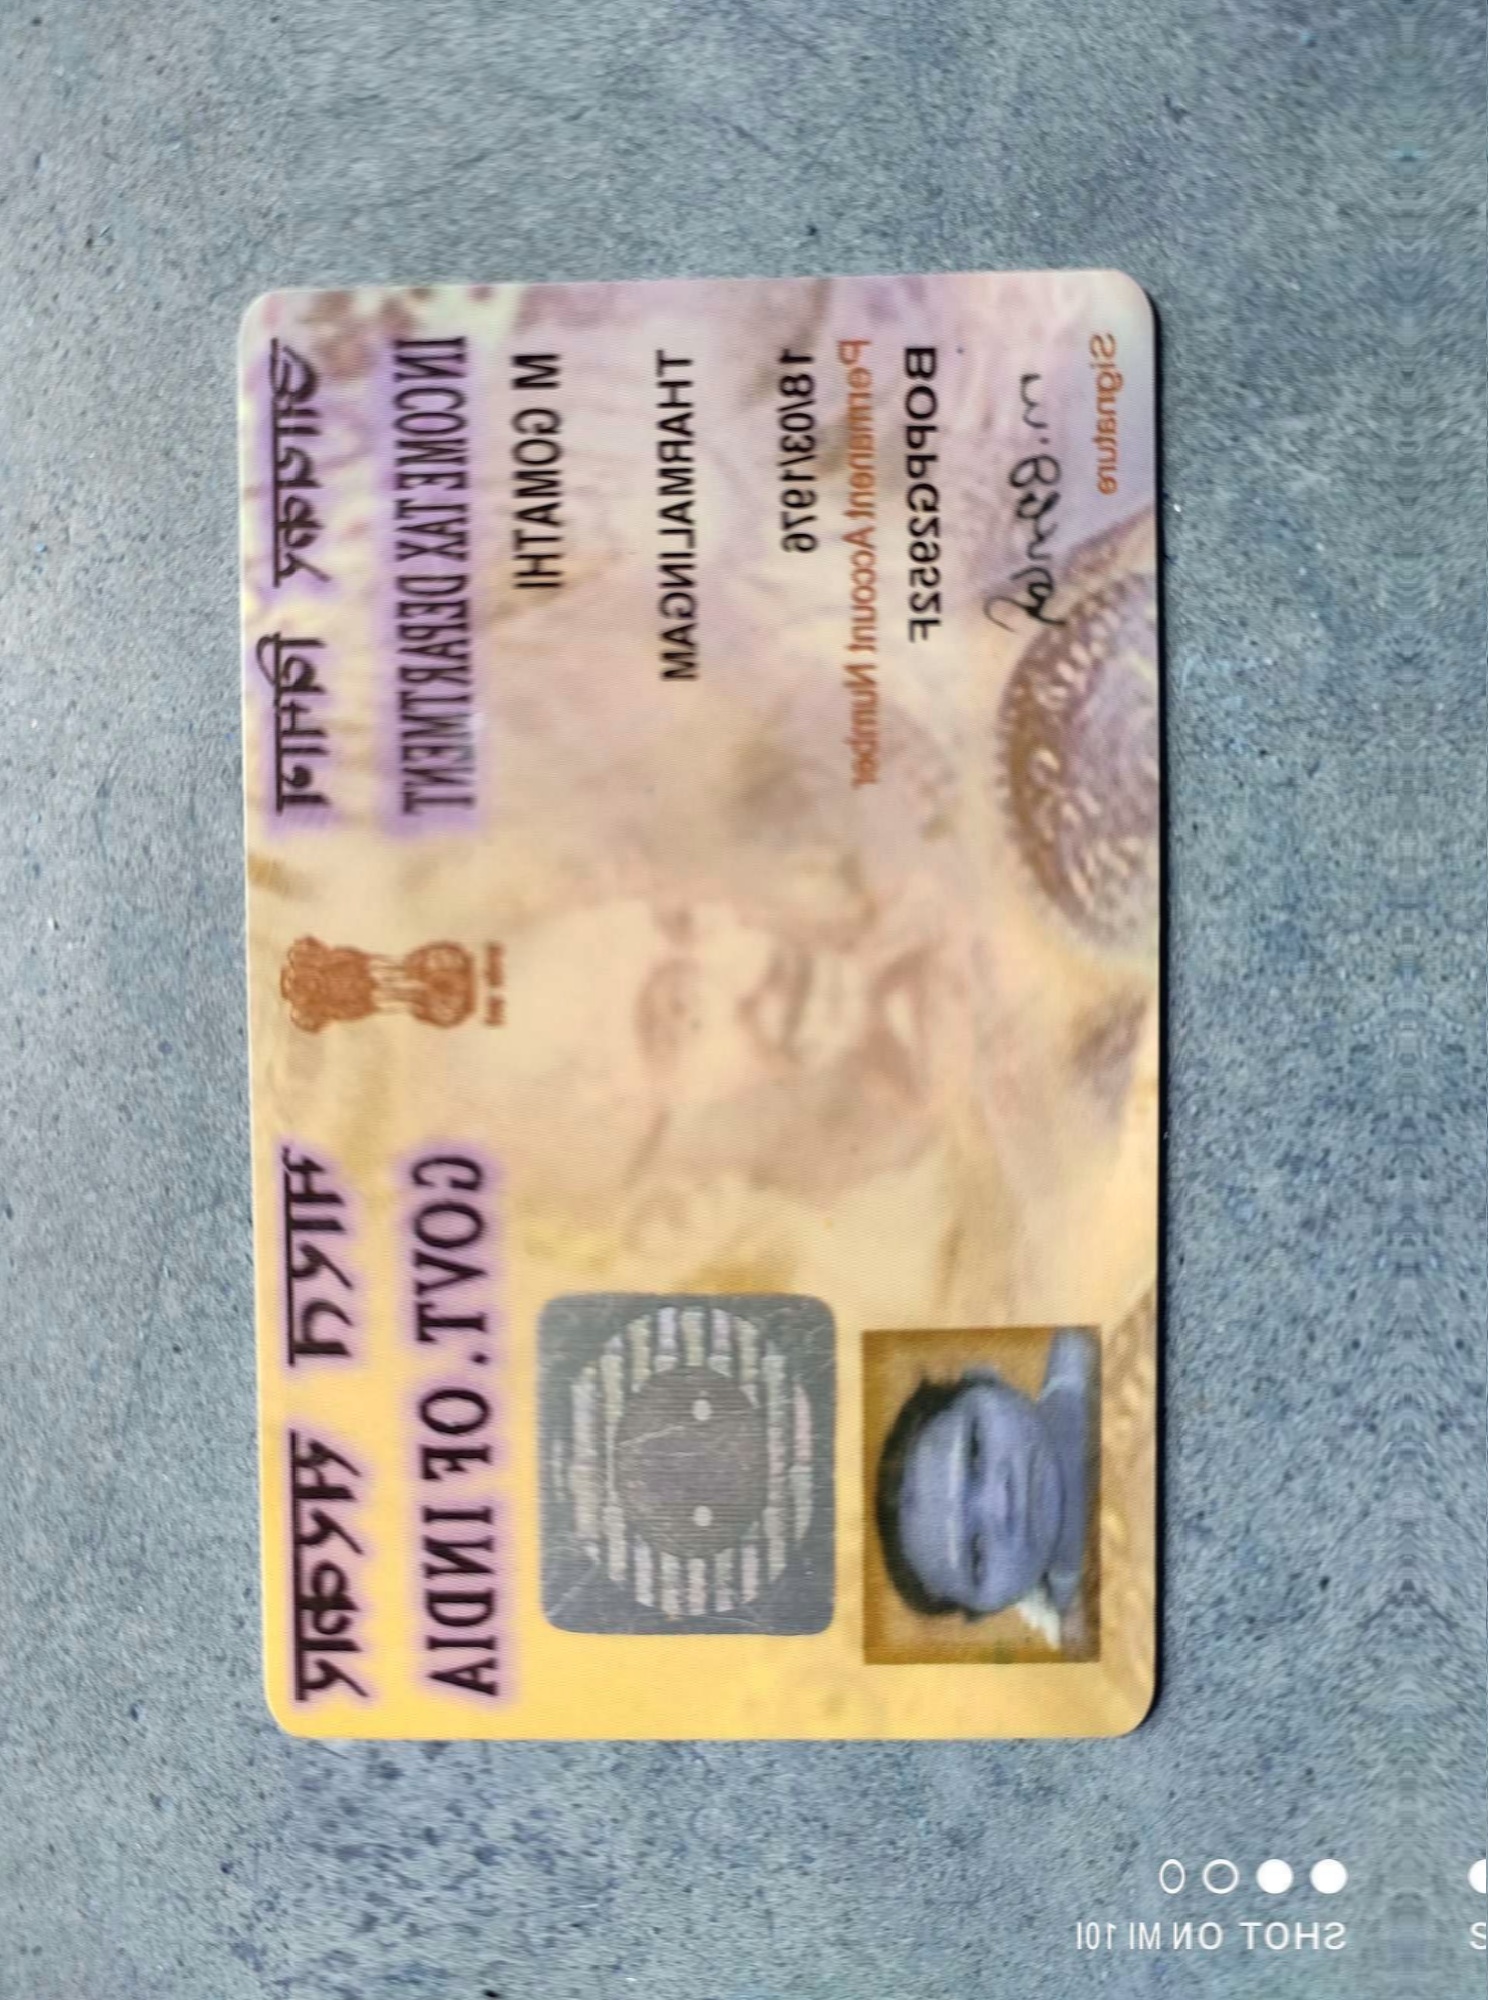 आयकर विभाग
INCOME TAX DEPARTMENT
भारत सरकार
GOVT. OF INDIA
M GOMATHI
THARMALINGAM
18/03/1976
Permanent Account Number
BOPPG2652F
Signature
SHOT ON MI 10I